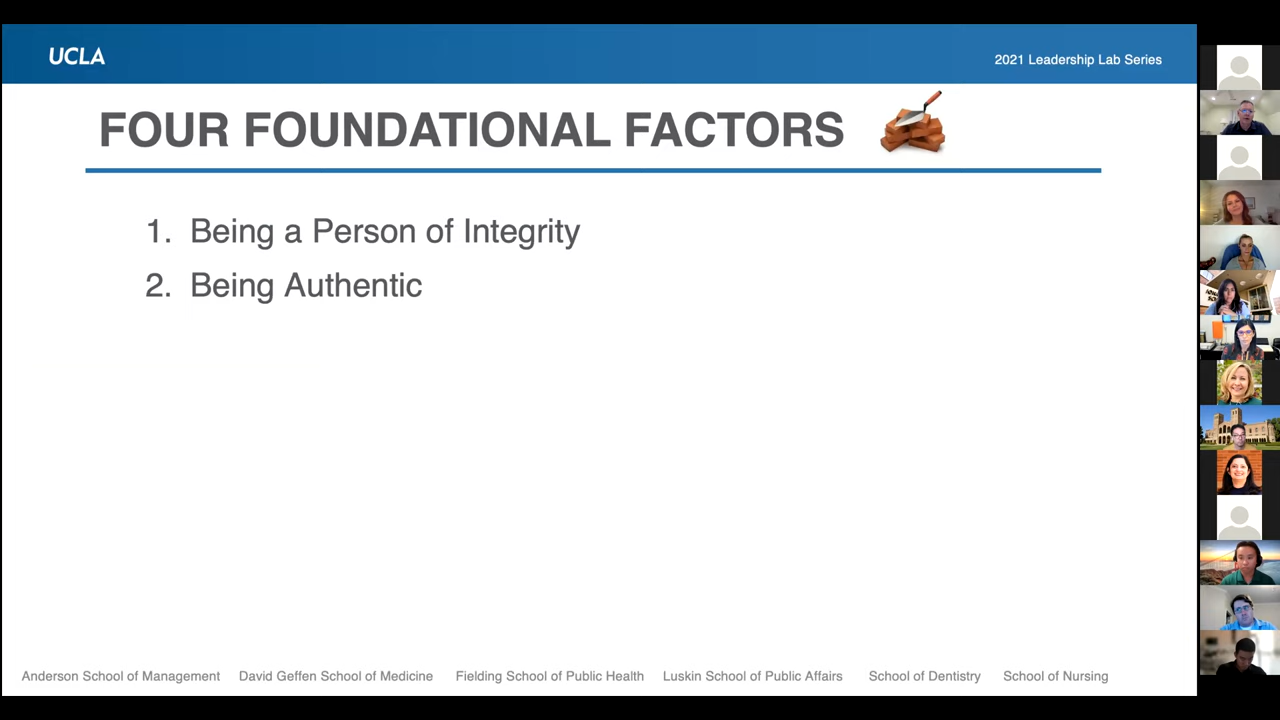 UCLA
2021 Leadership Lab Series
FOUR FOUNDATIONAL FACTORS
1. Being a Person of Integrity
2. Being Authentic
Anderson School of Management David Geffen School of Medicine Fielding School of Public Health Luskin School of Public Affairs School of Dentistry School of Nursing